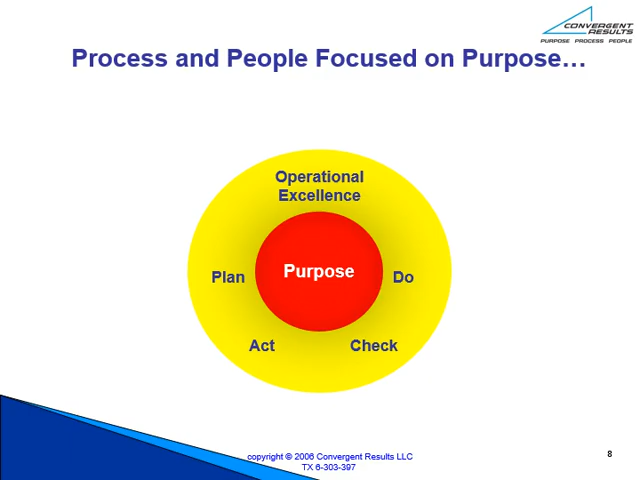 CONVERGENT
RESULTS
PURPOSE PROCESS PEOPLE
Process and People Focused on Purpose…
Operational
Excellence
Plan
Purpose
Do
Act
Check
copyright © 2006 Convergent Results LLC
TX 6-303-397
8